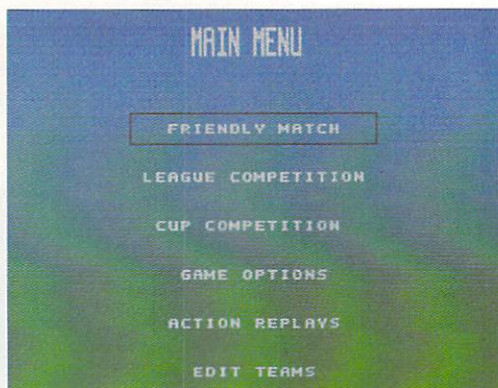 MAIN MENU
FRIENDLY MATCH
LEAGUE COMPETITION
CUP COMPETITION
GAME OPTIONS
ACTION REPLAYS
EDIT TEAMS